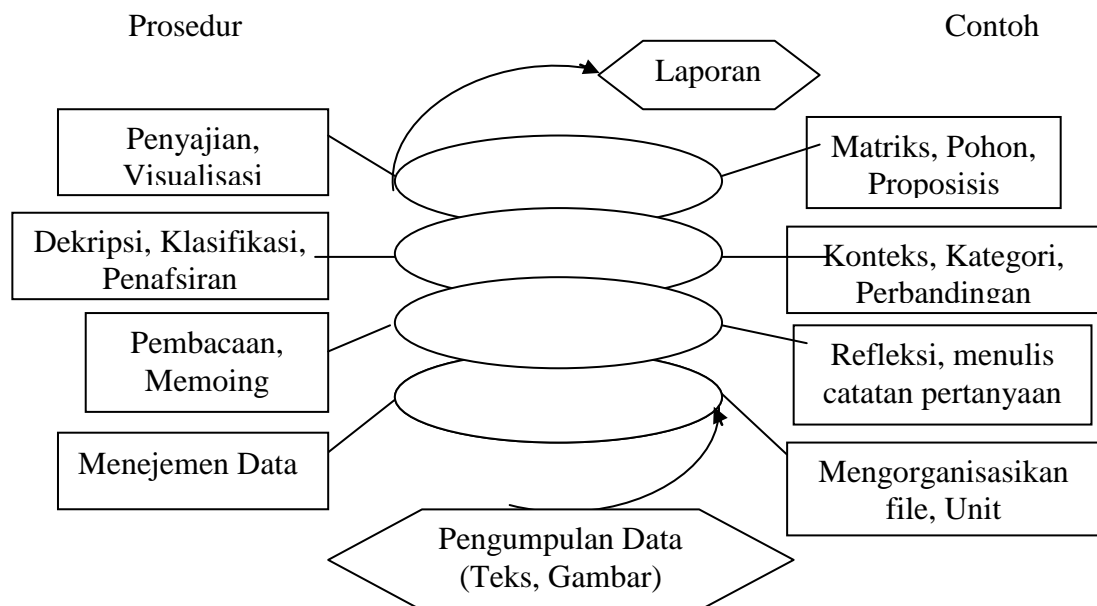 Prosedur
Contoh
Laporan
Penyajian,
Visualisasi
Matriks, Pohon,
Proposisis
Dekripsi, Klasifikasi,
Penafsiran
Konteks, Kategori,
Perbandingan
Pembacaan,
Memoing
Refleksi, menulis
catatan pertanyaan
Menejemen Data
Mengorganisasikan
file, Unit
Pengumpulan Data
(Teks, Gambar)